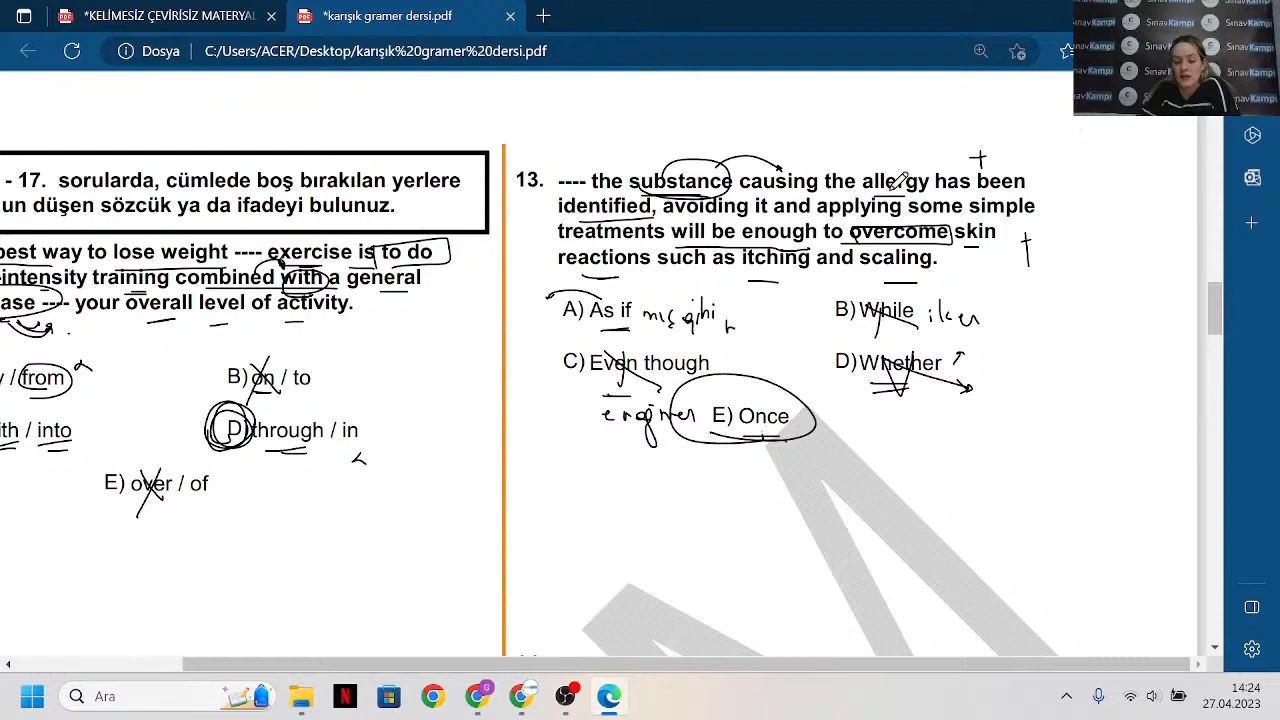 *KELİMESİZ ÇEVİRİSİZ MATERYAL
*karışık gramer dersi.pdf
Dosya
C:/Users/ACER/Desktop/karışık%20gramer%20dersi.pdf
SınavKampı
- 17. sorularda, cümlede boş bırakılan yerlere
un düşen sözcük ya da ifadeyi bulunuz.
best way to lose weight ---- exercise is to do
-intensity training combined with a general
ase ---- your overall level of activity.
y / from
B) on / to
ith / into
D) through / in
E) over / of
13. ---- the substance causing the allergy has been
identified, avoiding it and applying some simple
treatments will be enough to overcome skin
reactions such as itching and scaling.
A) As if
B) While iken
C) Even though
D) Whether
E) Once
Ara
14:24
27.04.2023